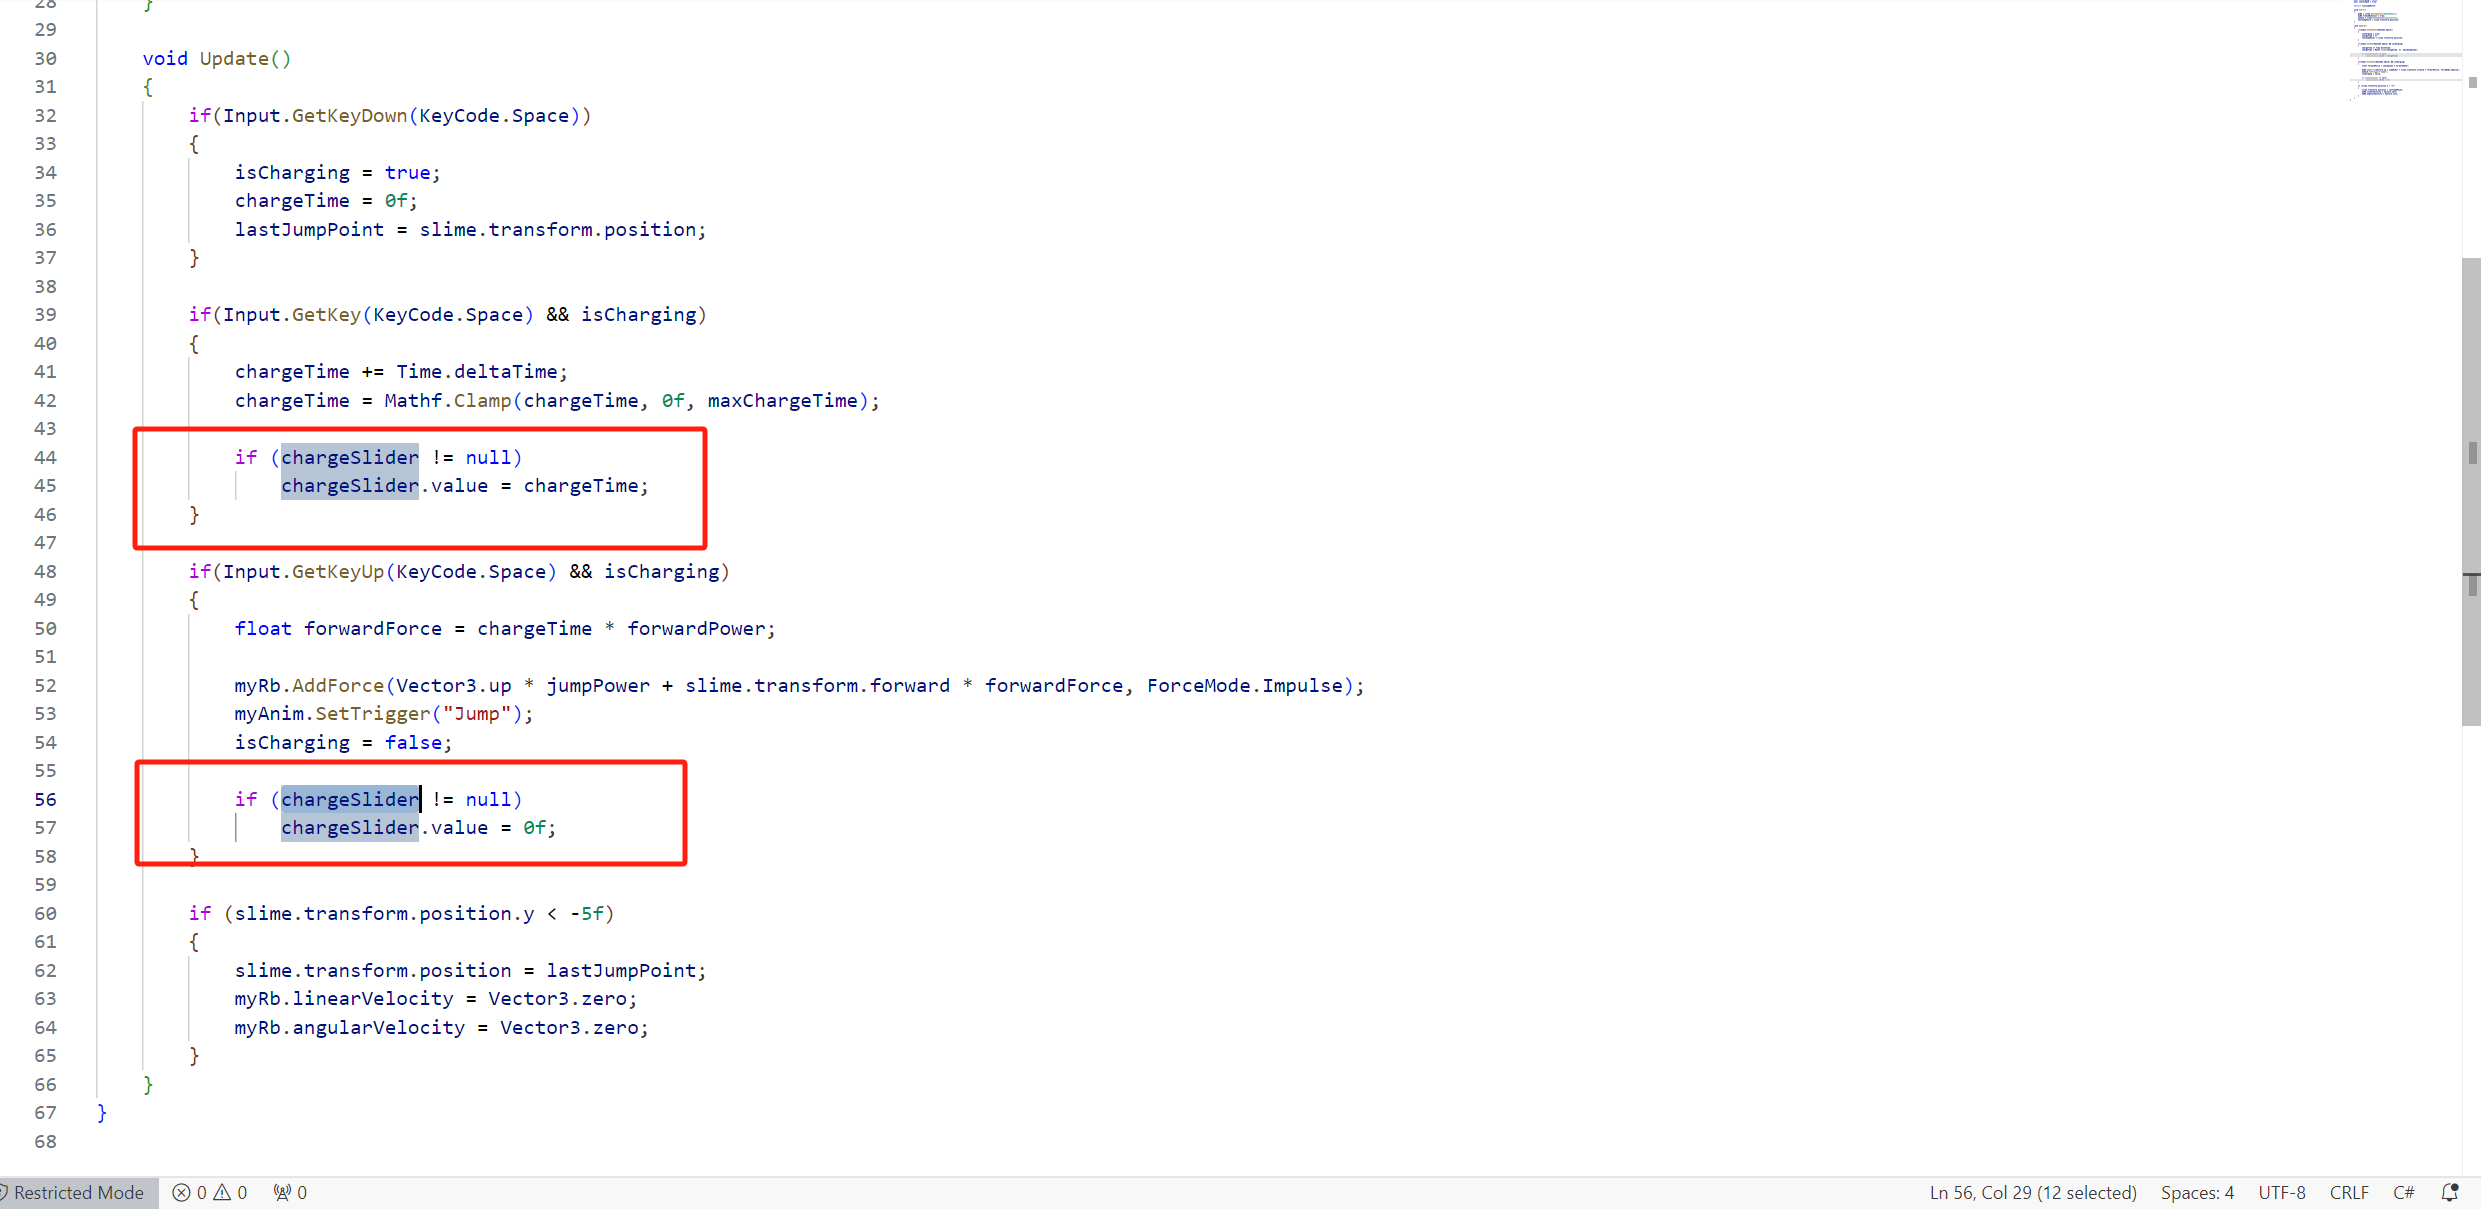 28 }
29
30 void Update()
31 {
32 if(Input.GetKeyDown(KeyCode.Space))
33 {
34 isCharging = true;
35 chargeTime = 0f;
36 lastJumpPoint = slime.transform.position;
37 }
38
39 if(Input.GetKey(KeyCode.Space) && isCharging)
40 {
41 chargeTime += Time.deltaTime;
42 chargeTime = Mathf.Clamp(chargeTime, 0f, maxChargeTime);
43
44 if (chargeSlider != null)
45 chargeSlider.value = chargeTime;
46 }
47
48 if(Input.GetKeyUp(KeyCode.Space) && isCharging)
49 {
50 float forwardForce = chargeTime * forwardPower;
51
52 myRb.AddForce(Vector3.up * jumpPower + slime.transform.forward * forwardForce, ForceMode.Impulse);
53 myAnim.SetTrigger("Jump");
54 isCharging = false;
55
56 if (chargeSlider != null)
57 chargeSlider.value = 0f;
58 }
59
60 if (slime.transform.position.y < -5f)
61 {
62 slime.transform.position = lastJumpPoint;
63 myRb.linearVelocity = Vector3.zero;
64 myRb.angularVelocity = Vector3.zero;
65 }
66 }
67 }
68
Restricted Mode 0 0 0 Ln 56, Col 29 (12 selected) Spaces: 4 UTF-8 CRLF C#